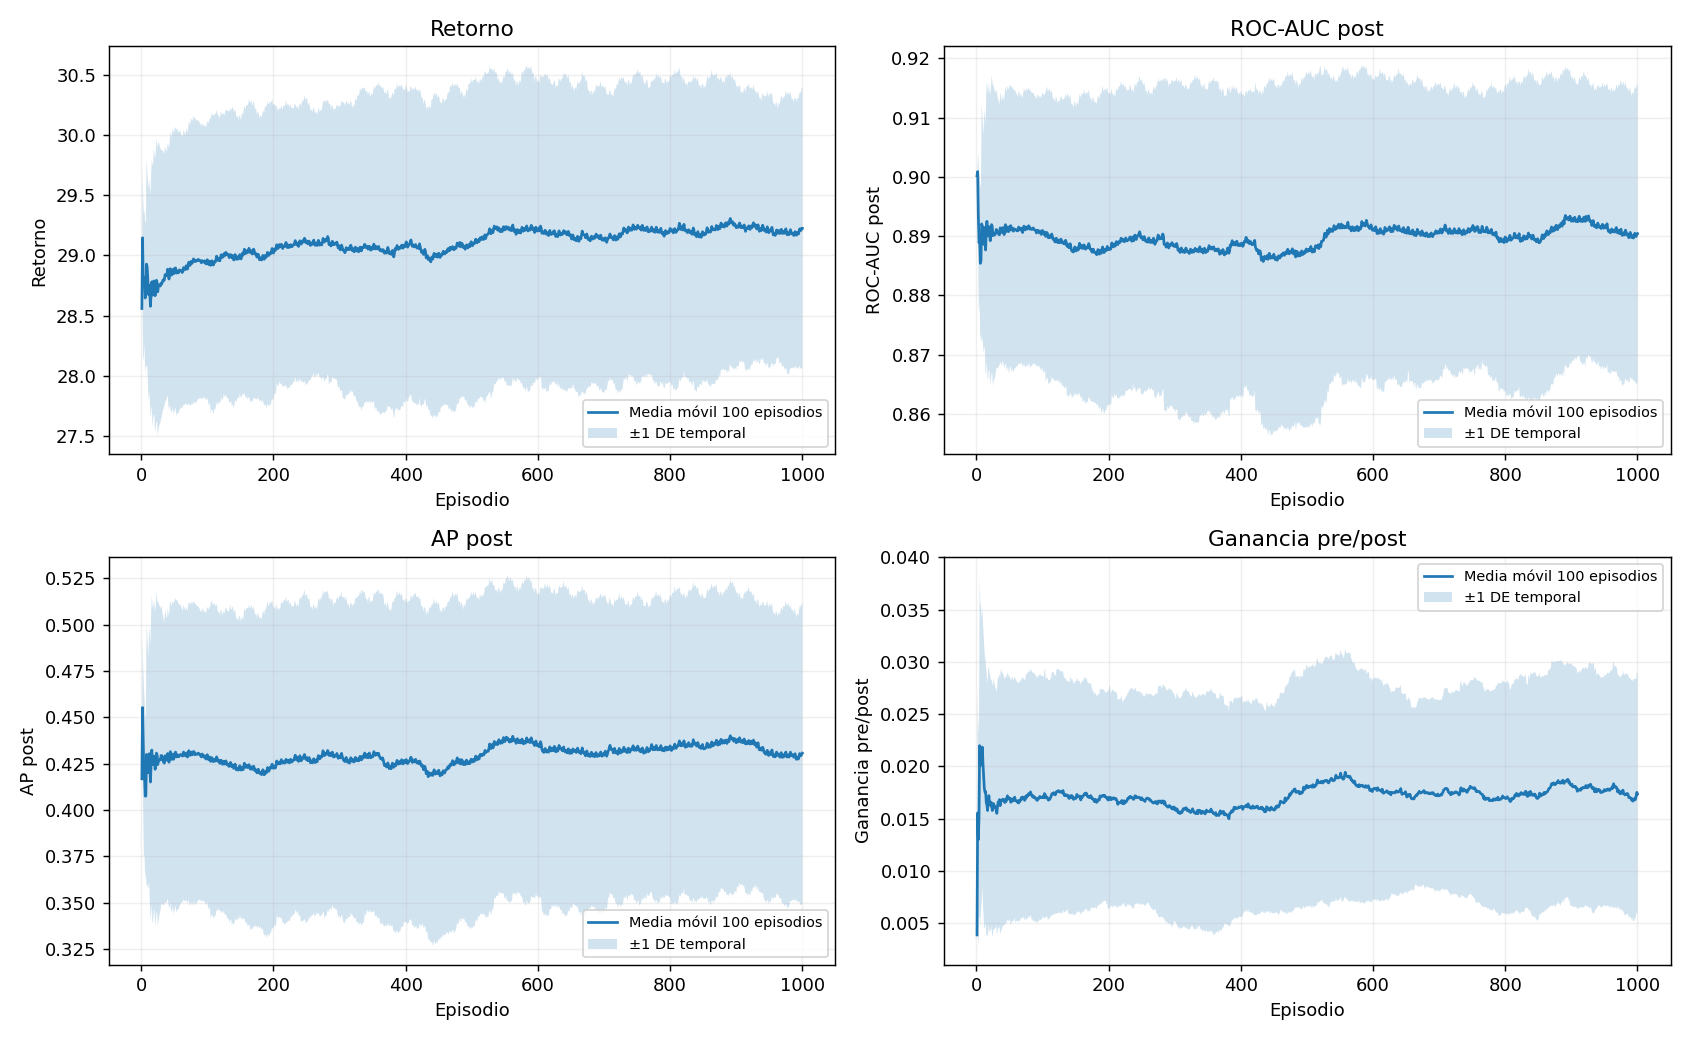 Retorno
30.5
30.0
29.5
29.0
28.5
28.0
27.5
Retorno
Media móvil 100 episodios
±1 DE temporal
0 200 400 600 800 1000
Episodio
ROC-AUC post
0.92
0.91
0.90
0.89
0.88
0.87
0.86
ROC-AUC post
Media móvil 100 episodios
±1 DE temporal
0 200 400 600 800 1000
Episodio
AP post
0.525
0.500
0.475
0.450
0.425
0.400
0.375
0.350
0.325
AP post
Media móvil 100 episodios
±1 DE temporal
0 200 400 600 800 1000
Episodio
Ganancia pre/post
0.040
0.035
0.030
0.025
0.020
0.015
0.010
0.005
Ganancia pre/post
Media móvil 100 episodios
±1 DE temporal
0 200 400 600 800 1000
Episodio